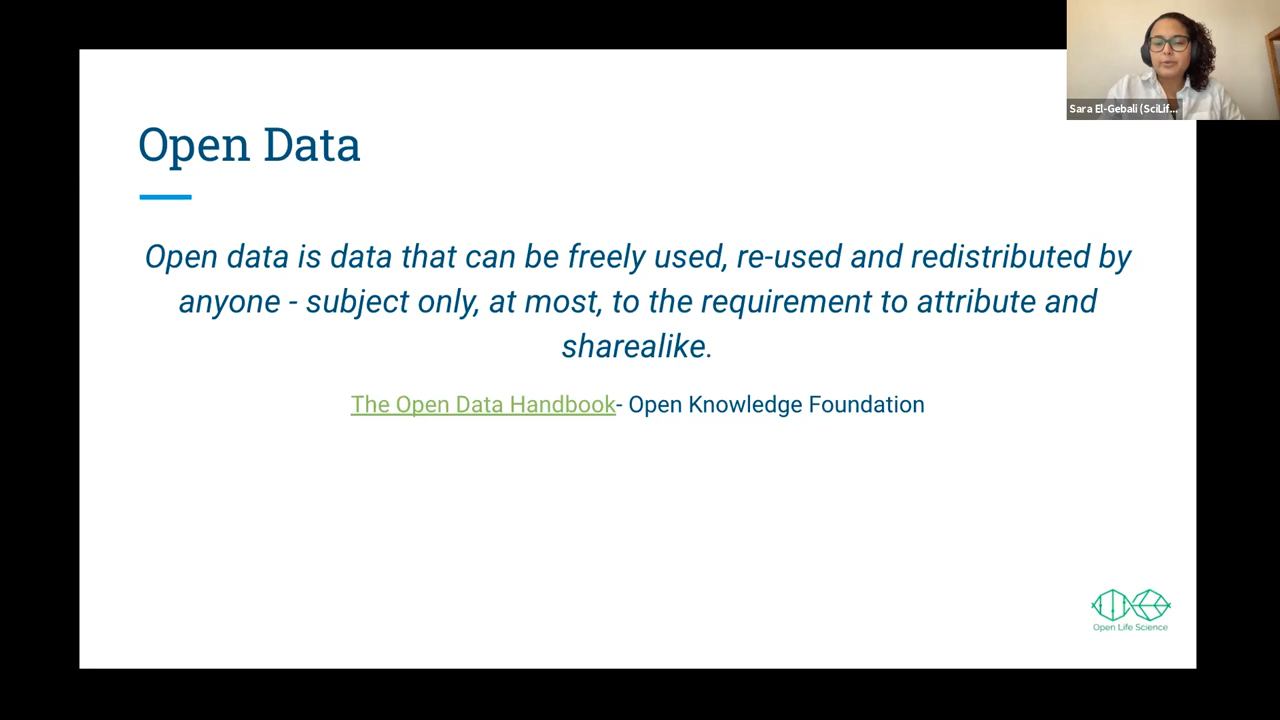 Sara El-Gebali (SciLif...
Open Data
Open data is data that can be freely used, re-used and redistributed by
anyone - subject only, at most, to the requirement to attribute and
sharealike.
The Open Data Handbook- Open Knowledge Foundation
Open Life Science